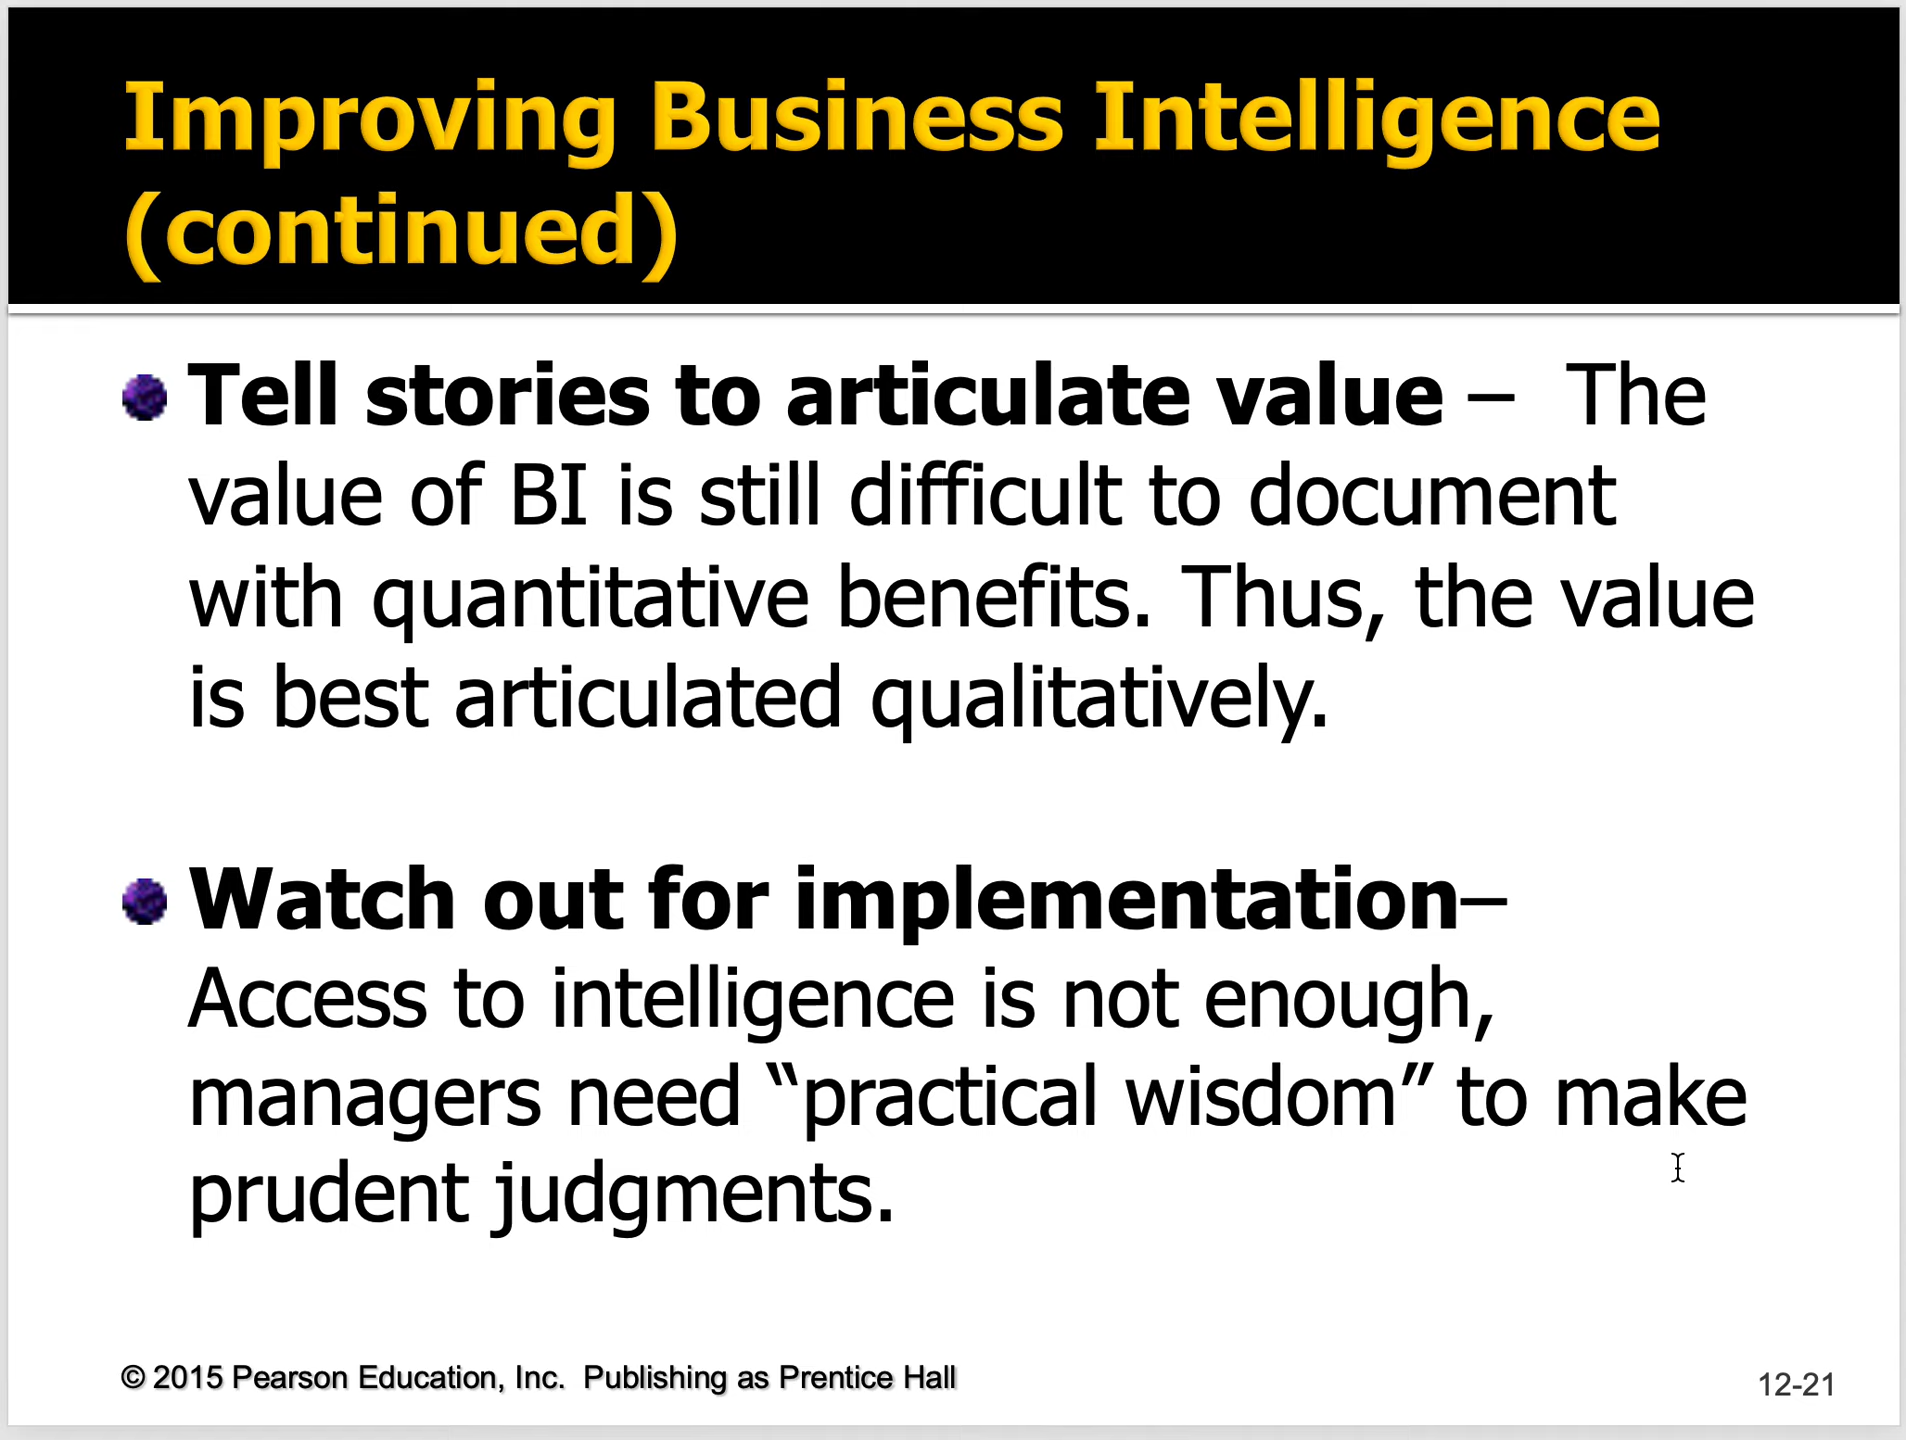 Improving Business Intelligence
(continued)
Tell stories to articulate value –  The
value of BI is still difficult to document
with quantitative benefits. Thus, the value
is best articulated qualitatively.
Watch out for implementation–
Access to intelligence is not enough,
managers need “practical wisdom” to make
prudent judgments.
© 2015 Pearson Education, Inc.  Publishing as Prentice Hall
12-21